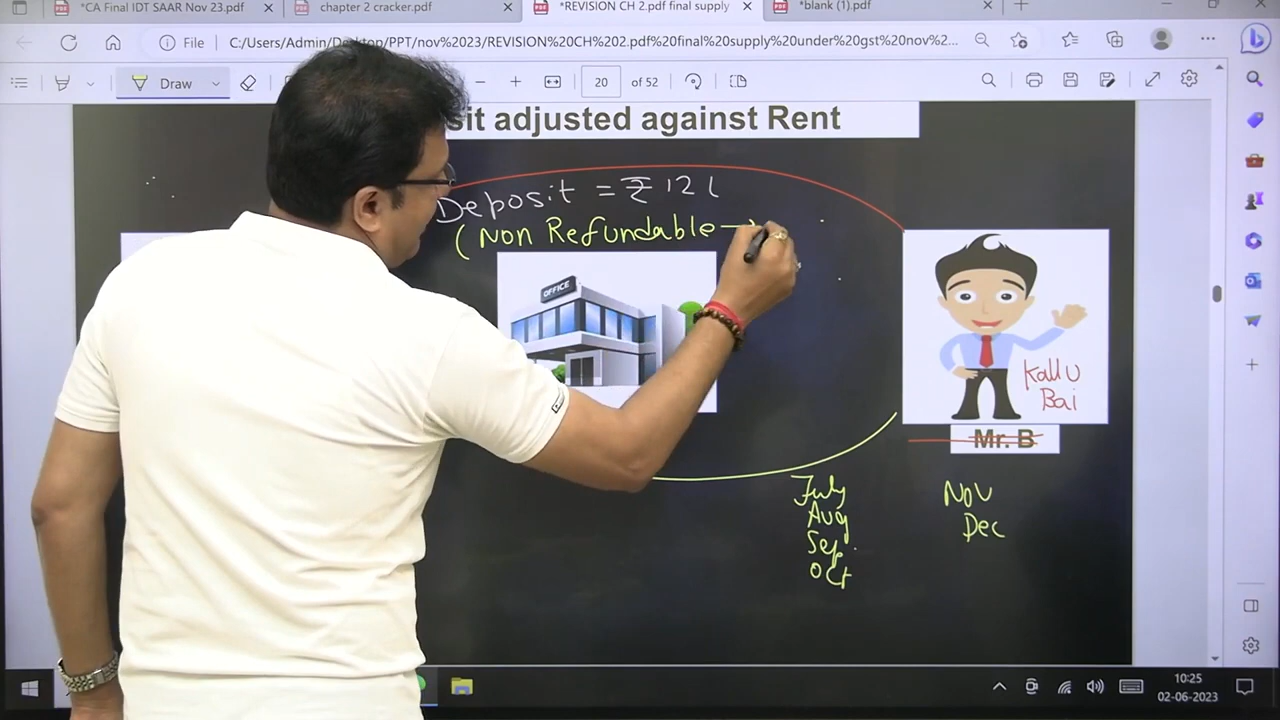 *CA Final IDT SAAR Nov 23.pdf
chapter 2 cracker.pdf
*REVISION CH 2.pdf final supply
*blank (1).pdf
File
C:/Users/Admin/Desktop/PPT/nov%2023/REVISION%20CH%202.pdf%20final%20supply%20under%20gst%20nov%2...
Draw
20 of 52
sit adjusted against Rent
Deposit = ₹ 12 l
( Non Refundable →
OFFICE
Kallu
Bai
Mr. B
July
Aug
Sep.
Oct
Nov
Dec
10:25
02-06-2023